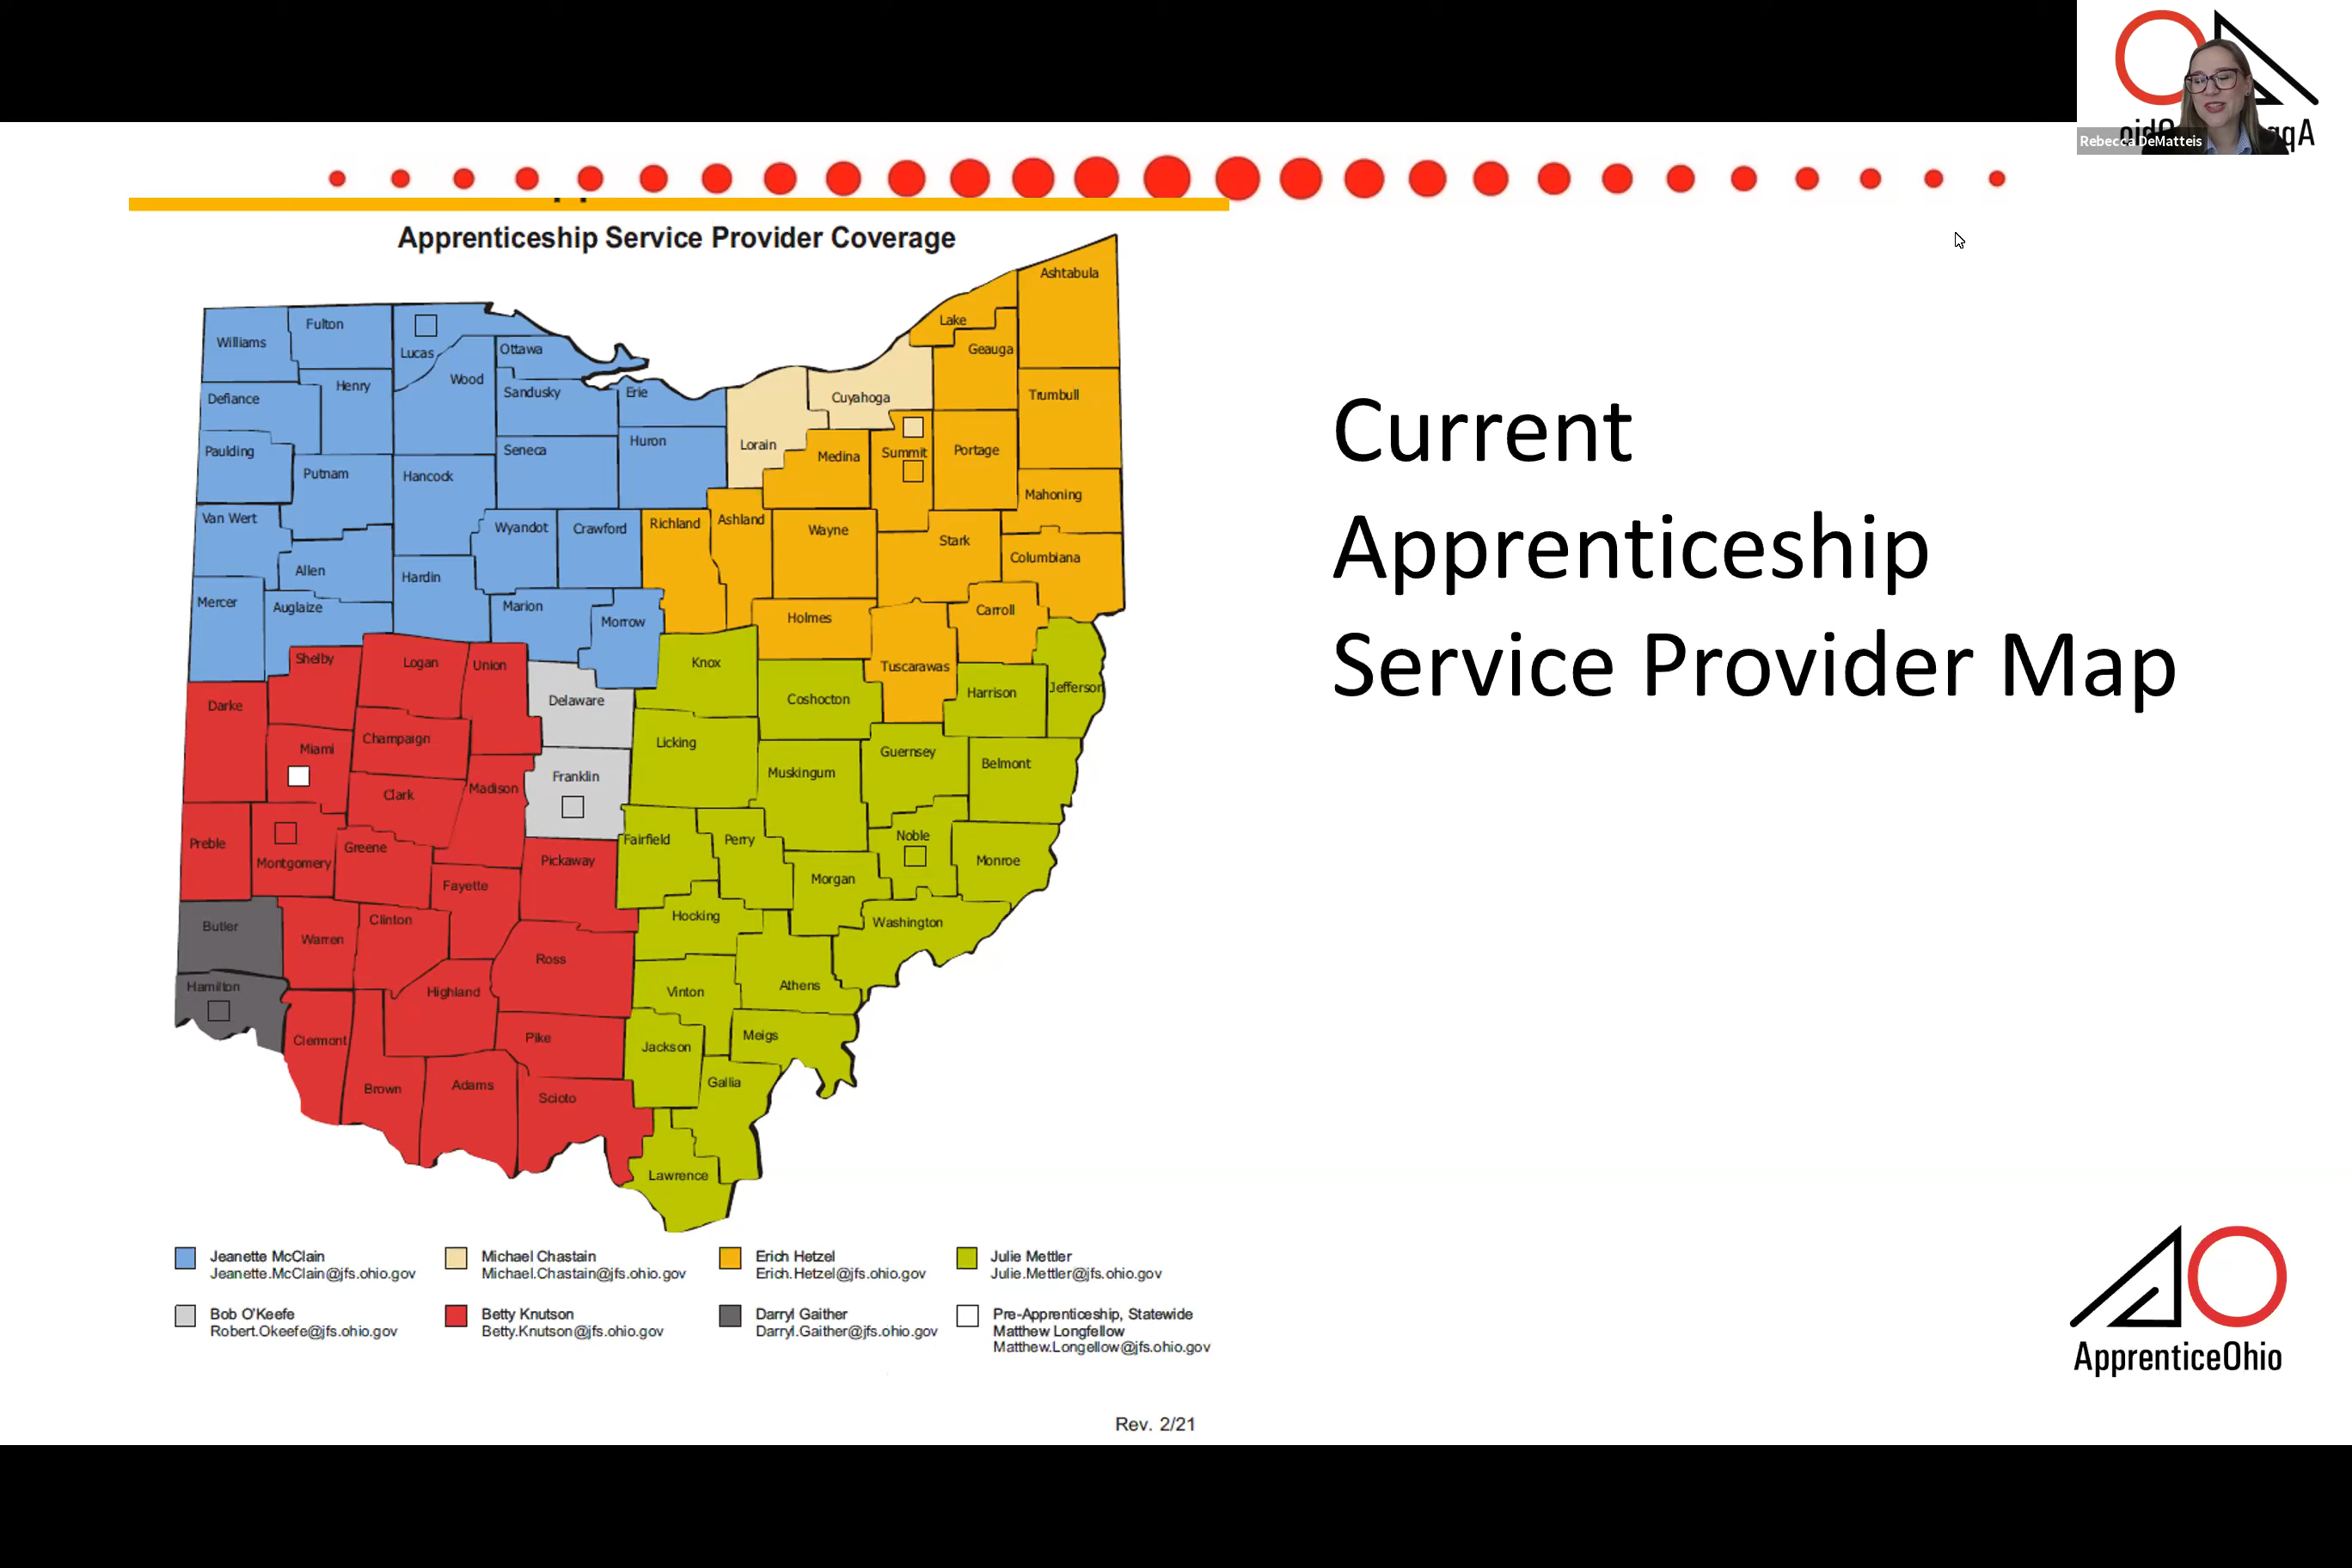 Rebecca DeMatteis
Apprenticeship Service Provider Coverage
Current
Apprenticeship
Service Provider Map
Ashtabula
Lake
Geauga
Williams
Fulton
Lucas
Ottawa
Wood
Henry
Sandusky
Erie
Cuyahoga
Trumbull
Defiance
Lorain
Huron
Seneca
Medina
Summit
Portage
Paulding
Putnam
Hancock
Mahoning
Van Wert
Wyandot
Crawford
Richland
Ashland
Wayne
Stark
Columbiana
Allen
Hardin
Mercer
Auglaize
Marion
Morrow
Holmes
Carroll
Shelby
Logan
Union
Knox
Tuscarawas
Delaware
Coshocton
Harrison
Jefferson
Darke
Miami
Champaign
Licking
Guernsey
Belmont
Franklin
Muskingum
Clark
Madison
Preble
Montgomery
Greene
Fairfield
Perry
Noble
Monroe
Pickaway
Fayette
Morgan
Butler
Warren
Clinton
Hocking
Washington
Ross
Hamilton
Highland
Vinton
Athens
Clermont
Pike
Jackson
Meigs
Brown
Adams
Scioto
Gallia
Lawrence
Jeanette McClain
Jeanette.McClain@jfs.ohio.gov
Michael Chastain
Michael.Chastain@jfs.ohio.gov
Erich Hetzel
Erich.Hetzel@jfs.ohio.gov
Julie Mettler
Julie.Mettler@jfs.ohio.gov
Bob O'Keefe
Robert.Okeefe@jfs.ohio.gov
Betty Knutson
Betty.Knutson@jfs.ohio.gov
Darryl Gaither
Darryl.Gaither@jfs.ohio.gov
Pre-Apprenticeship, Statewide
Matthew Longfellow
Matthew.Longellow@jfs.ohio.gov
ApprenticeOhio
Rev. 2/21